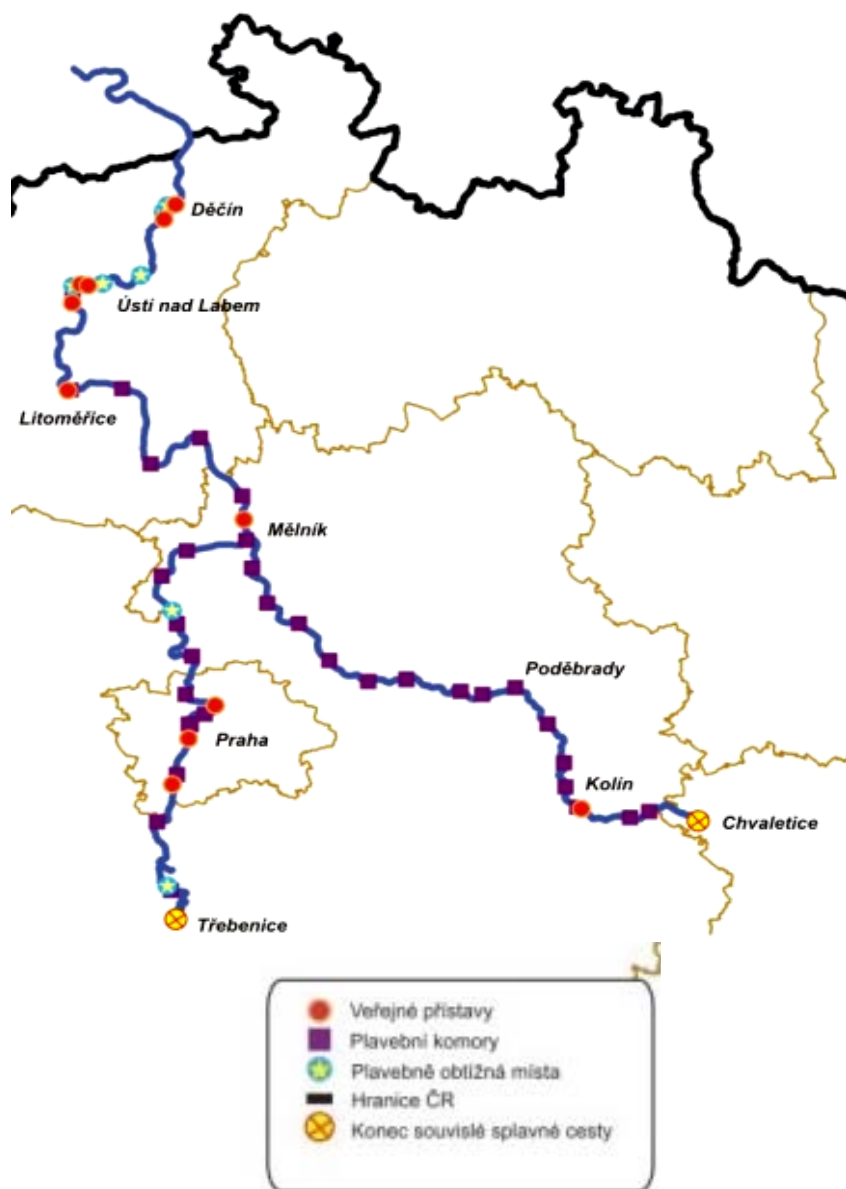 Děčín
Ústí nad Labem
Litoměřice
Mělník
Poděbrady
Praha
Kolín
Chvaletice
Třebenice
Veřejné přístavy
Plavební komory
Plavebně obtížná místa
Hranice ČR
Konec souvislé splavné cesty